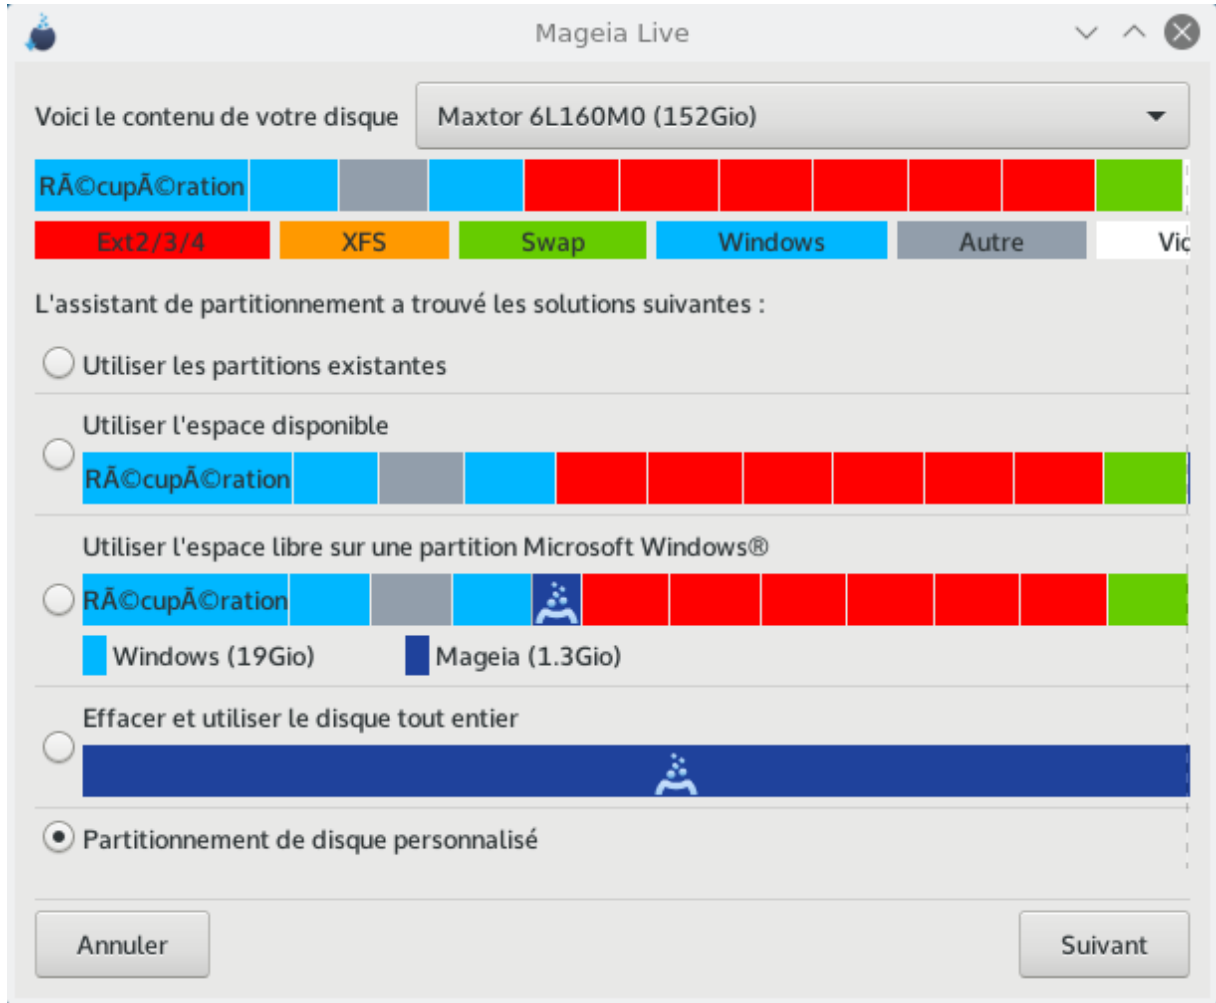 Mageia Live
Voici le contenu de votre disque Maxtor 6L160M0 (152Gio)
RÃ©cupÃ©ration
Ext2/3/4 XFS Swap Windows Autre Vic
L'assistant de partitionnement a trouvé les solutions suivantes :
Utiliser les partitions existantes
Utiliser l'espace disponible
RÃ©cupÃ©ration
Utiliser l'espace libre sur une partition Microsoft Windows®
RÃ©cupÃ©ration
Windows (19Gio) Mageia (1.3Gio)
Effacer et utiliser le disque tout entier
Partitionnement de disque personnalisé
Annuler Suivant